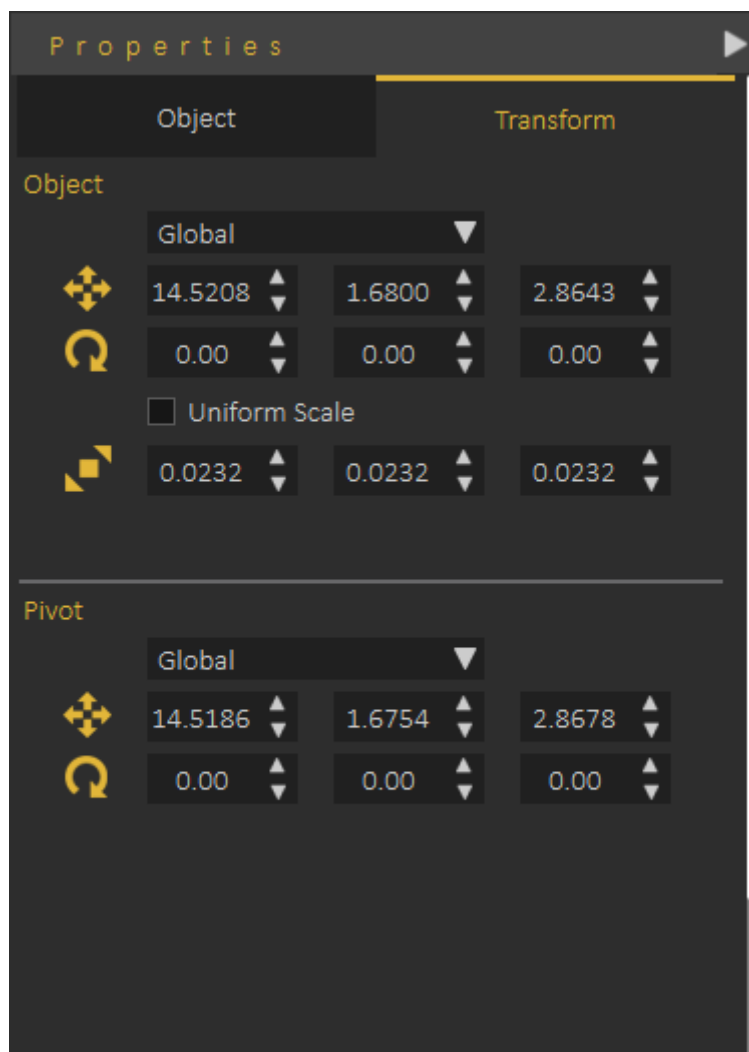 Properties
Object Transform
Object
Global
14.5208 1.6800 2.8643
0.00 0.00 0.00
Uniform Scale
0.0232 0.0232 0.0232
Pivot
Global
14.5186 1.6754 2.8678
0.00 0.00 0.00